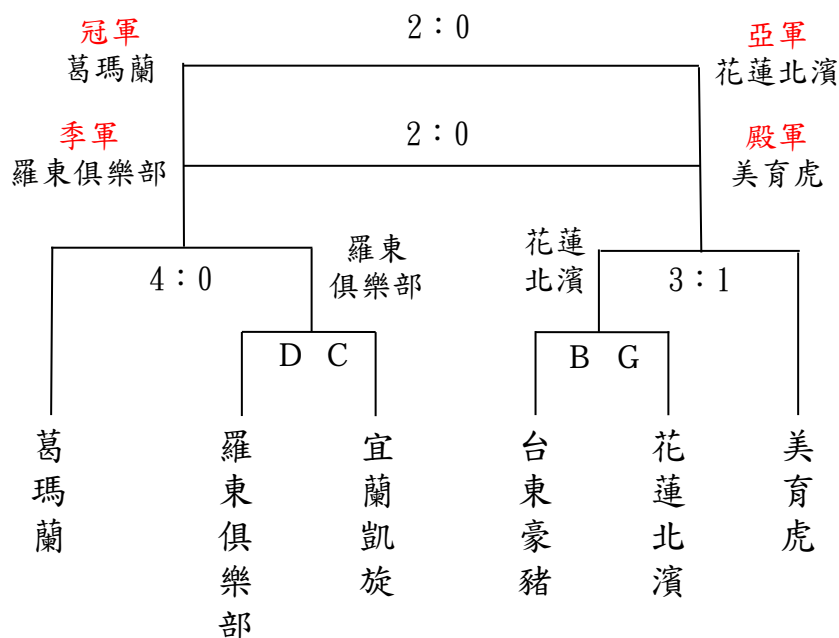 冠軍
葛瑪蘭
2：0
亞軍
花蓮北濱
季軍
羅東俱樂部
2：0
殿軍
美育虎
4：0
羅東
俱樂部
花蓮
北濱
3：1
D C
B G
葛瑪蘭
羅東俱樂部
宜蘭凱旋
台東豪豬
花蓮北濱
美育虎